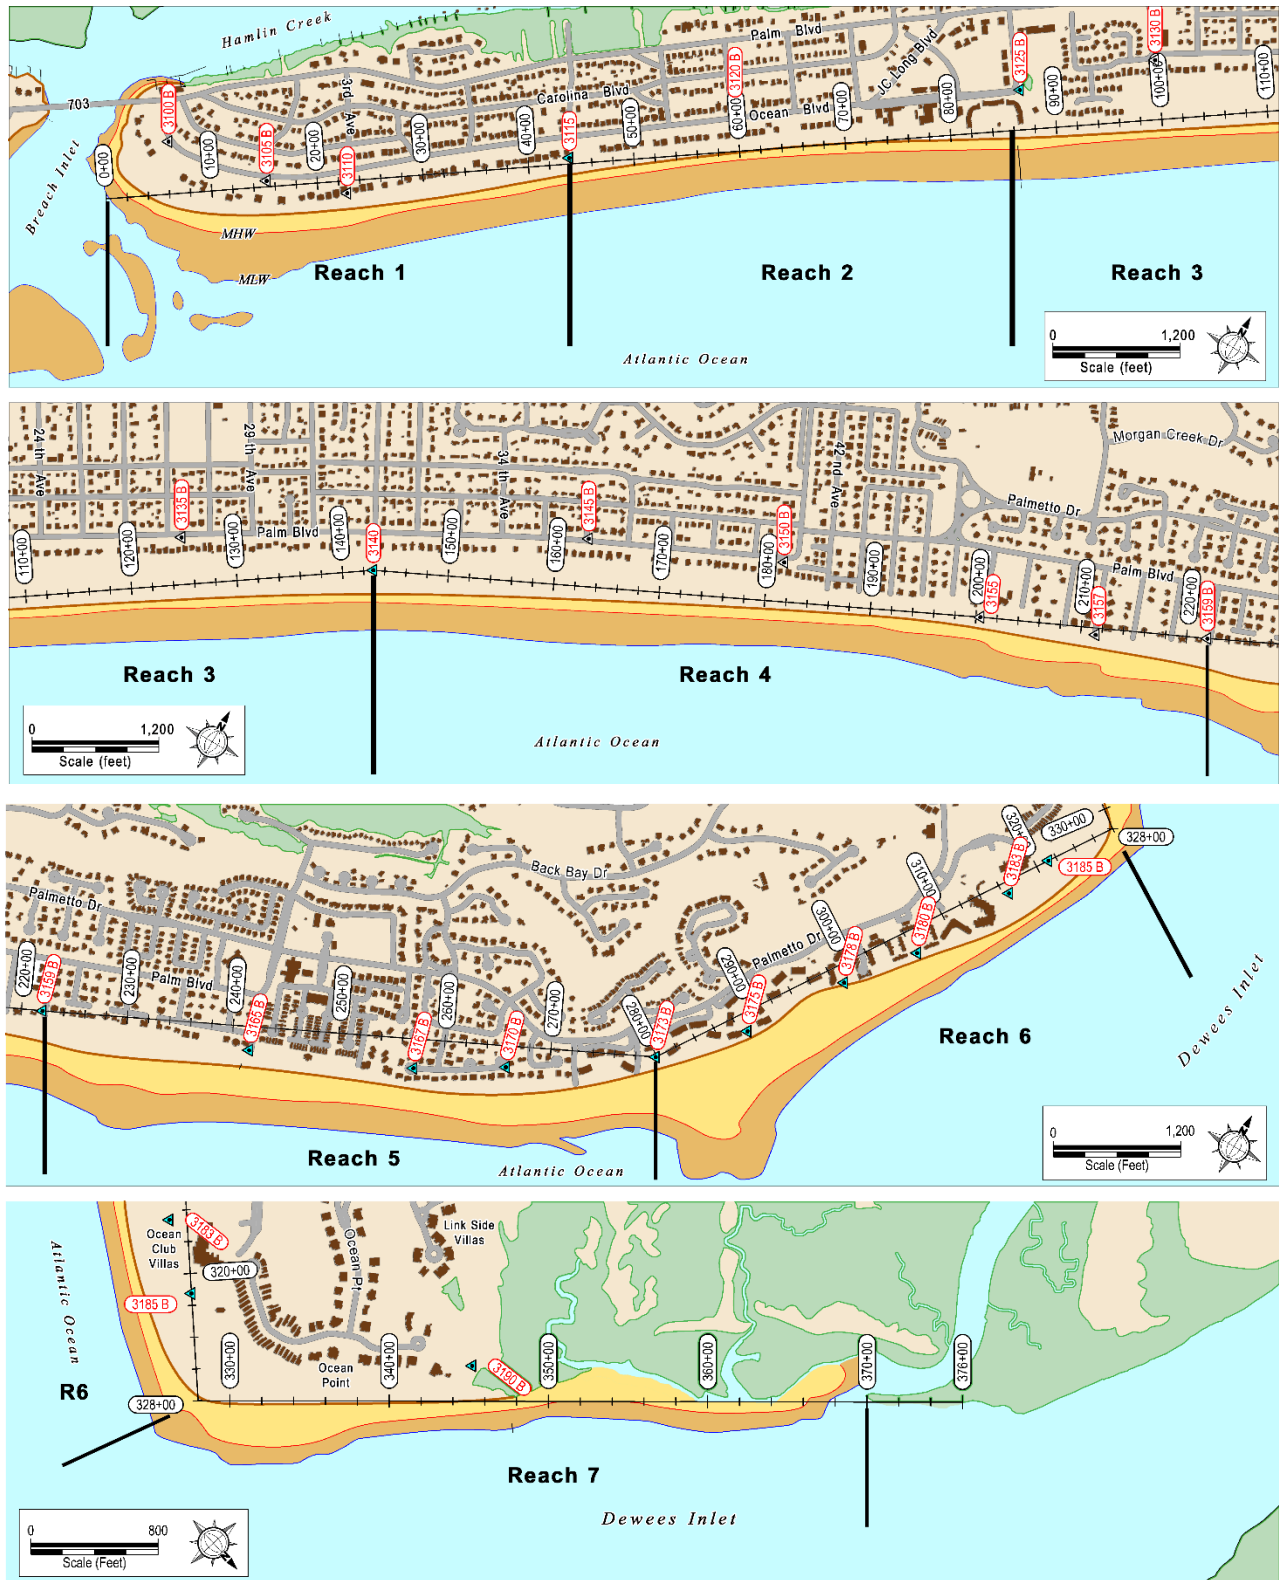 Hamlin Creek
703
Breach Inlet
Palm Blvd
JC Long Blvd
Carolina Blvd
Ocean Blvd
3rd Ave
0+00
3100 B
10+00
3105 B
20+00
3110
30+00
40+00
3115
50+00
3120 B
60+00
70+00
80+00
3125 B
90+00
3130 B
100+00
110+00
MHW
MLW
Reach 1
Reach 2
Reach 3
Atlantic Ocean
0 1,200
Scale (feet)
N
24th Ave
29 th Ave
34 th Ave
42 nd Ave
Morgan Creek Dr
Palmetto Dr
Palm Blvd
Palm Blvd
110+00
120+00
3135 B
130+00
140+00
3140
150+00
160+00
3145 B
170+00
180+00
3150 B
190+00
200+00
3155
210+00
3157
220+00
3159 B
Reach 3
Reach 4
Atlantic Ocean
0 1,200
Scale (feet)
N
Palmetto Dr
Palm Blvd
Back Bay Dr
Palmetto Dr
220+00
3159 B
230+00
240+00
3165 B
250+00
3167 B
260+00
3170 B
270+00
280+00
3173 B
290+00
3175 B
300+00
3178 B
310+00
3180 B
320+00
3183 B
330+00
3185 B
328+00
Reach 5
Reach 6
Atlantic Ocean
Dewees Inlet
0 1,200
Scale (Feet)
N
Atlantic Ocean
Ocean
Club
Villas
3183 B
320+00
3185 B
Ocean Pt
Link Side
Villas
330+00
Ocean
Point
340+00
3190 B
350+00
360+00
370+00
376+00
R6
328+00
Reach 7
Dewees Inlet
0 800
Scale (Feet)
N